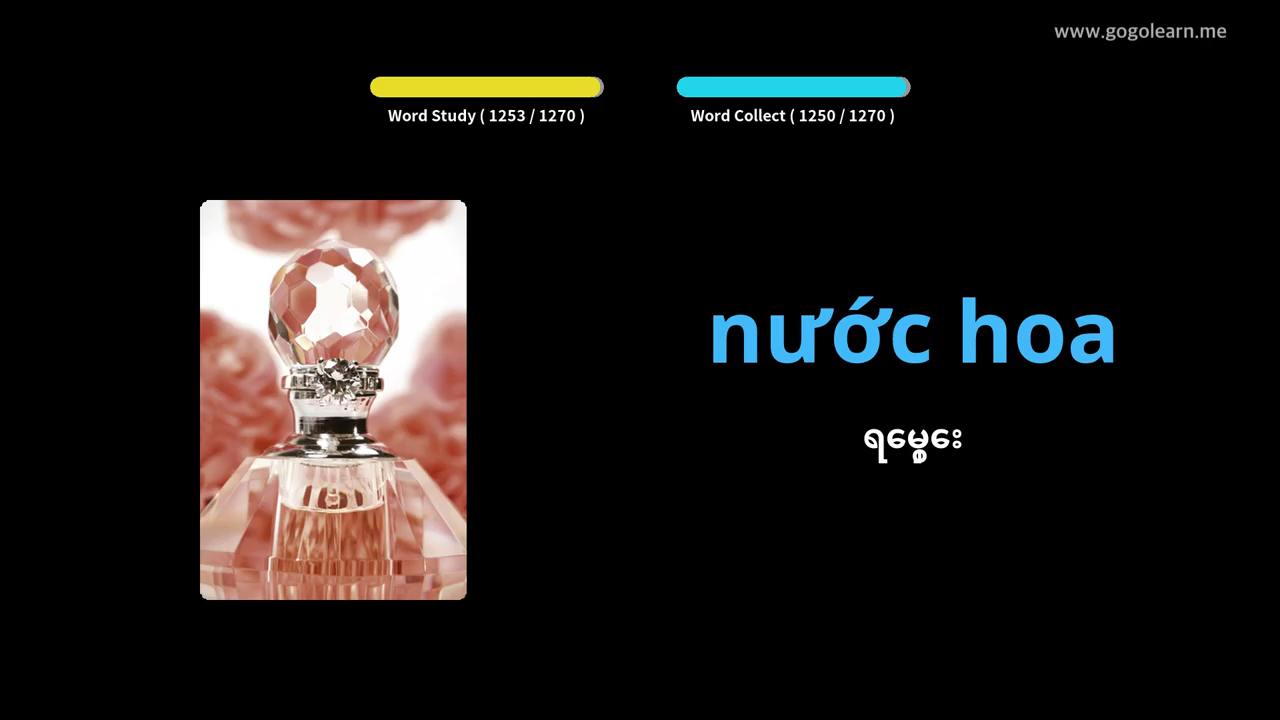 www.gogolearn.me
Word Study ( 1253 / 1270 )
Word Collect ( 1250 / 1270 )
nước hoa
ရေမွှေး